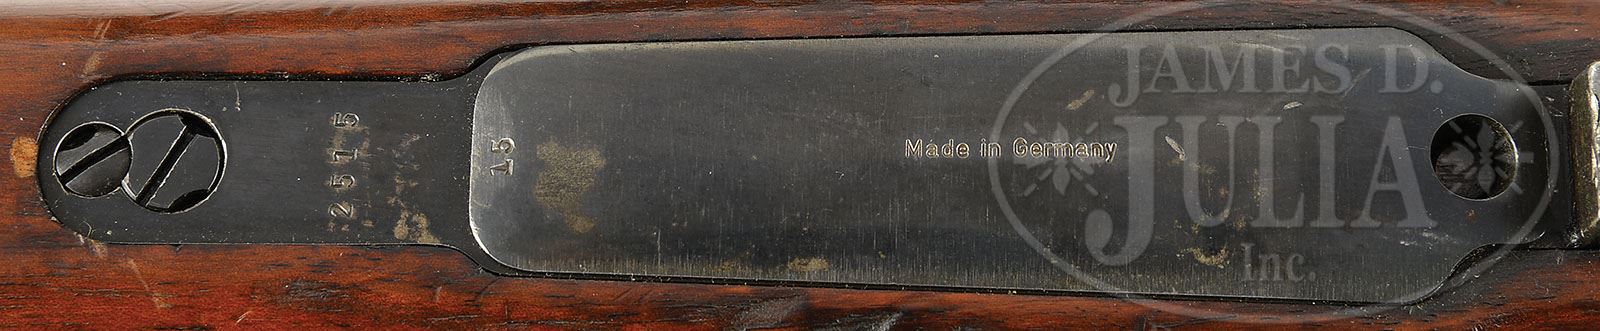 2515
15
Made in Germany
JAMES D.
JULIA
Inc.